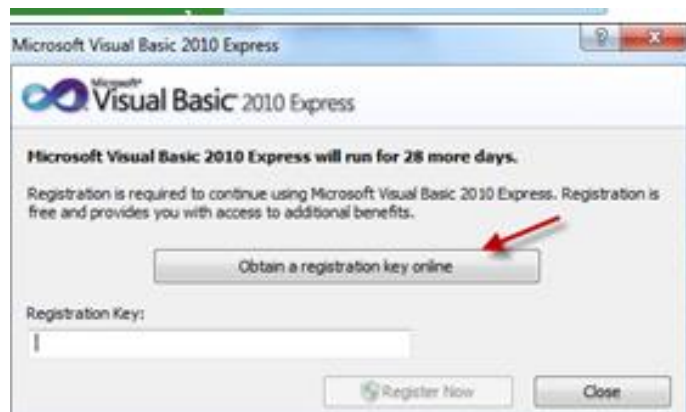 Microsoft Visual Basic 2010 Express
Microsoft®
Visual Basic® 2010 Express
Microsoft Visual Basic 2010 Express will run for 28 more days.
Registration is required to continue using Microsoft Visual Basic 2010 Express. Registration is
free and provides you with access to additional benefits.
Obtain a registration key online
Registration Key:
Register Now
Close